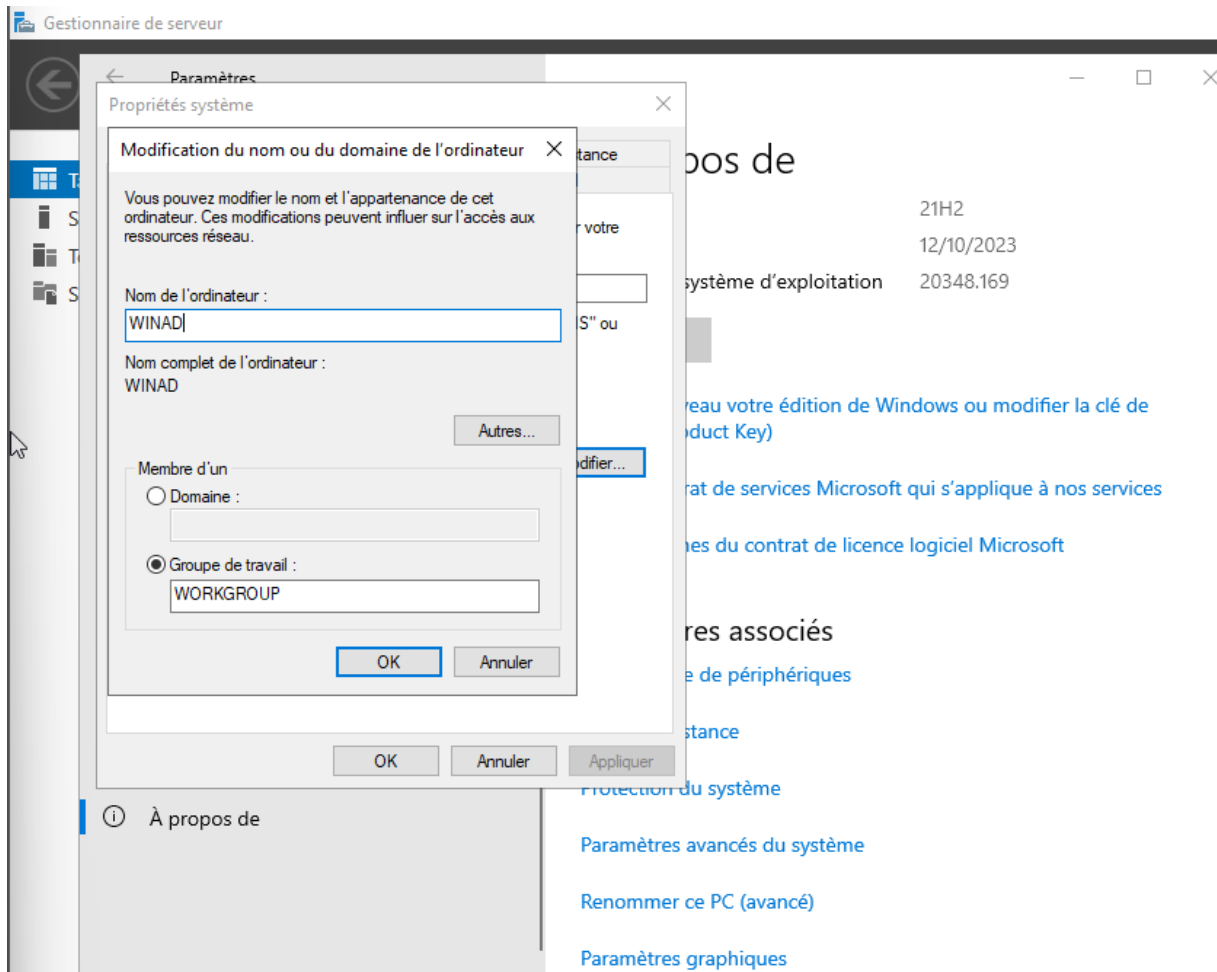 Gestionnaire de serveur
Paramètres
Propriétés système
Modification du nom ou du domaine de l'ordinateur
Vous pouvez modifier le nom et l'appartenance de cet
ordinateur. Ces modifications peuvent influer sur l'accès aux
ressources réseau.
Nom de l'ordinateur :
WINAD
Nom complet de l'ordinateur :
WINAD
Autres...
Membre d'un
Domaine :
Groupe de travail :
WORKGROUP
OK
Annuler
tance
r votre
IS" ou
odifier...
OK
Annuler
Appliquer
À propos de
pos de
21H2
12/10/2023
système d'exploitation
20348.169
veau votre édition de Windows ou modifier la clé de
oduct Key)
rat de services Microsoft qui s'applique à nos services
nes du contrat de licence logiciel Microsoft
res associés
e de périphériques
stance
Protection du système
Paramètres avancés du système
Renommer ce PC (avancé)
Paramètres graphiques